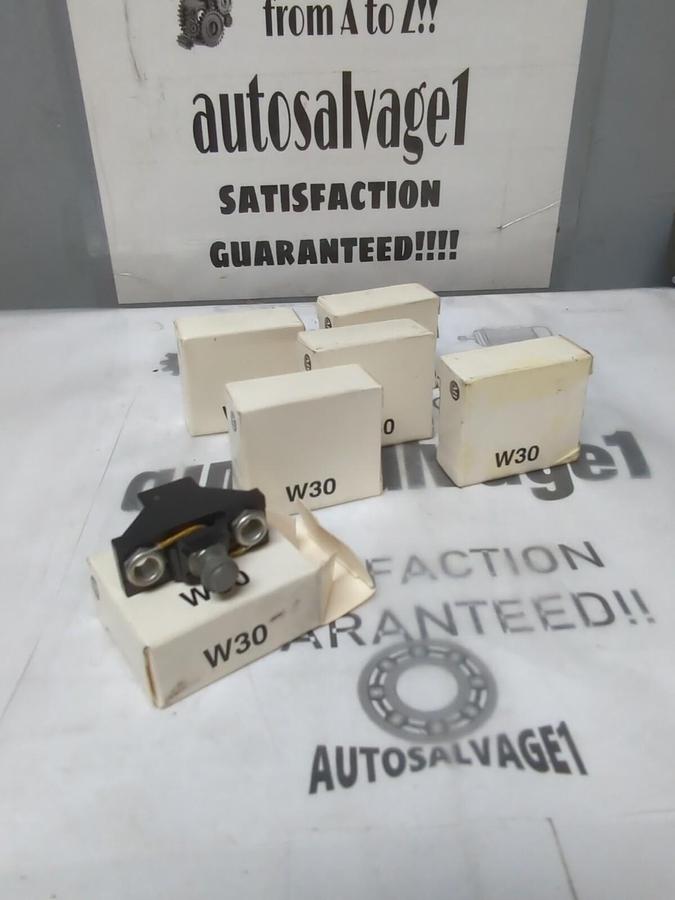 from A to Z!!
autosalvage1
SATISFACTION
GUARANTEED!!!!
W30
W30
W30
FACTION
ARANTEED!!
AUTOSALVAGE1